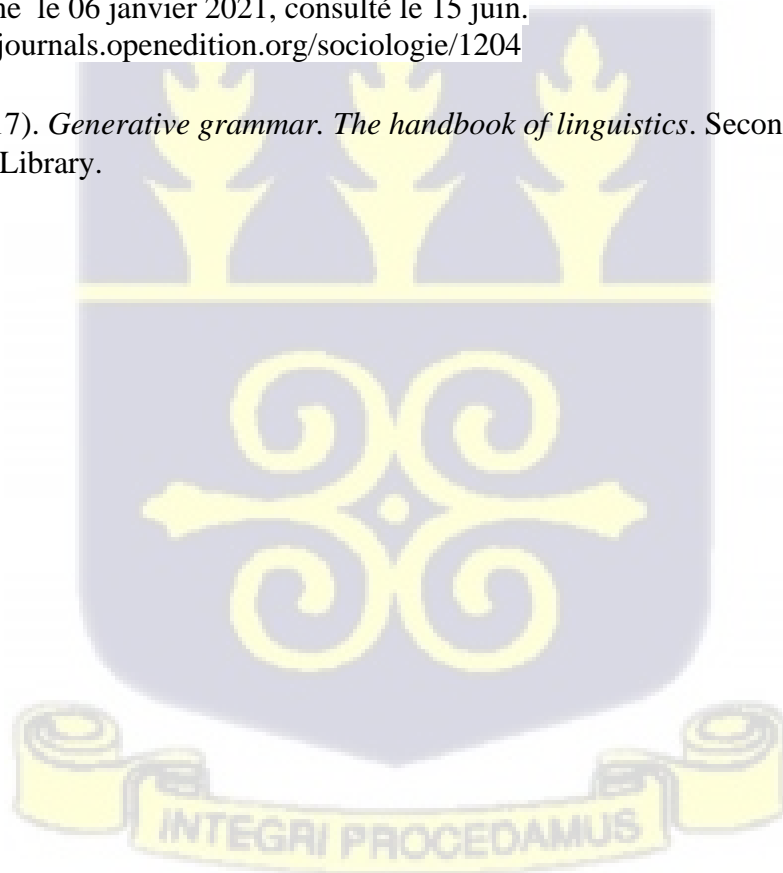 ne le 06 janvier 2021, consulté le 15 juin.
journals.openedition.org/sociologie/1204
17). Generative grammar. The handbook of linguistics. Secon
Library.
INTEGRI PROCEDAMUS